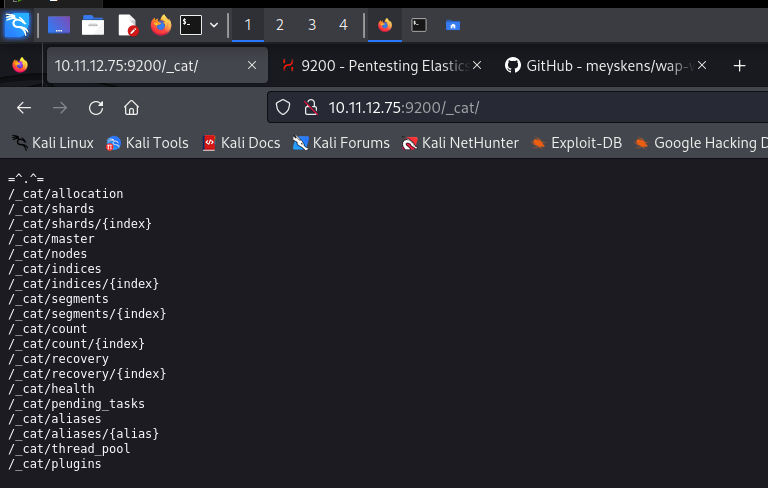 1 2 3 4
10.11.12.75:9200/_cat/ 9200 - Pentesting Elastics GitHub - meyskens/wap-
10.11.12.75:9200/_cat/
Kali Linux Kali Tools Kali Docs Kali Forums Kali NetHunter Exploit-DB Google Hacking D
=^.^=
/_cat/allocation
/_cat/shards
/_cat/shards/{index}
/_cat/master
/_cat/nodes
/_cat/indices
/_cat/indices/{index}
/_cat/segments
/_cat/segments/{index}
/_cat/count
/_cat/count/{index}
/_cat/recovery
/_cat/recovery/{index}
/_cat/health
/_cat/pending_tasks
/_cat/aliases
/_cat/aliases/{alias}
/_cat/thread_pool
/_cat/plugins